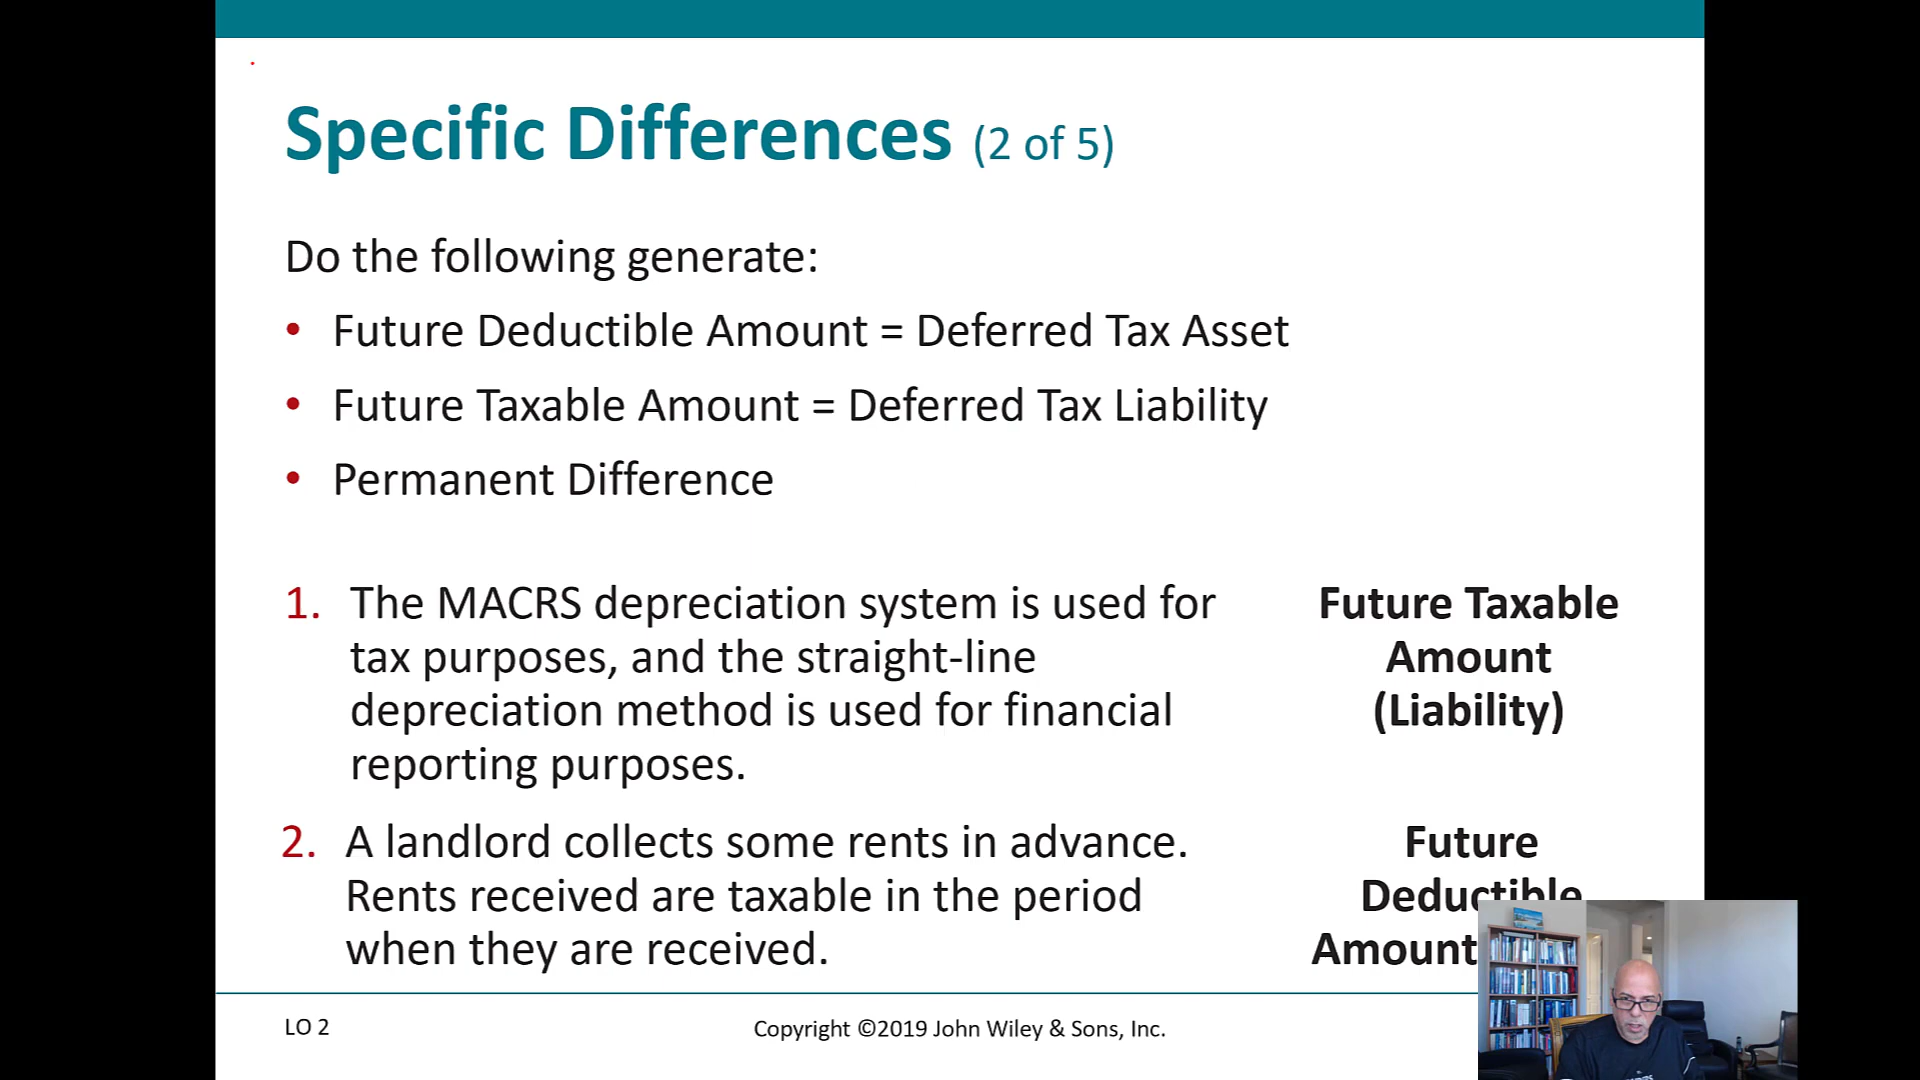 Specific Differences (2 of 5)
Do the following generate:
• Future Deductible Amount = Deferred Tax Asset
• Future Taxable Amount = Deferred Tax Liability
• Permanent Difference
1. The MACRS depreciation system is used for
tax purposes, and the straight-line
depreciation method is used for financial
reporting purposes.
Future Taxable
Amount
(Liability)
2. A landlord collects some rents in advance.
Rents received are taxable in the period
when they are received.
Future
Deductible
Amount
LO 2
Copyright ©2019 John Wiley & Sons, Inc.